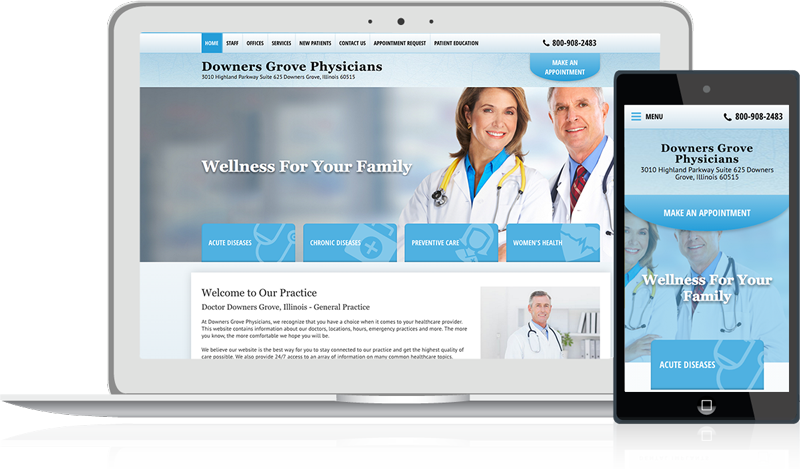 HOME STAFF OFFICES SERVICES NEW PATIENTS CONTACT US APPOINTMENT REQUEST PATIENT EDUCATION 800-908-2483
Downers Grove Physicians
3010 Highland Parkway Suite 625 Downers Grove, Illinois 60515
MAKE AN
APPOINTMENT
Wellness For Your Family
ACUTE DISEASES CHRONIC DISEASES PREVENTIVE CARE WOMEN'S HEALTH
Welcome to Our Practice
Doctor Downers Grove, Illinois - General Practice
At Downers Grove Physicians, we recognize that you have a choice when it comes to your healthcare provider.
This website contains information about our doctors, locations, hours, emergency practices and more. The more
you know, the more comfortable we hope you will be.
We believe our website is the best way for you to stay connected to our practice and get the highest quality of
care possible. We also provide 24/7 access to an array of information on many common healthcare topics.
MENU 800-908-2483
Downers Grove
Physicians
3010 Highland Parkway Suite 625 Downers
Grove, Illinois 60515
MAKE AN APPOINTMENT
Wellness For Your
Family
ACUTE DISEASES